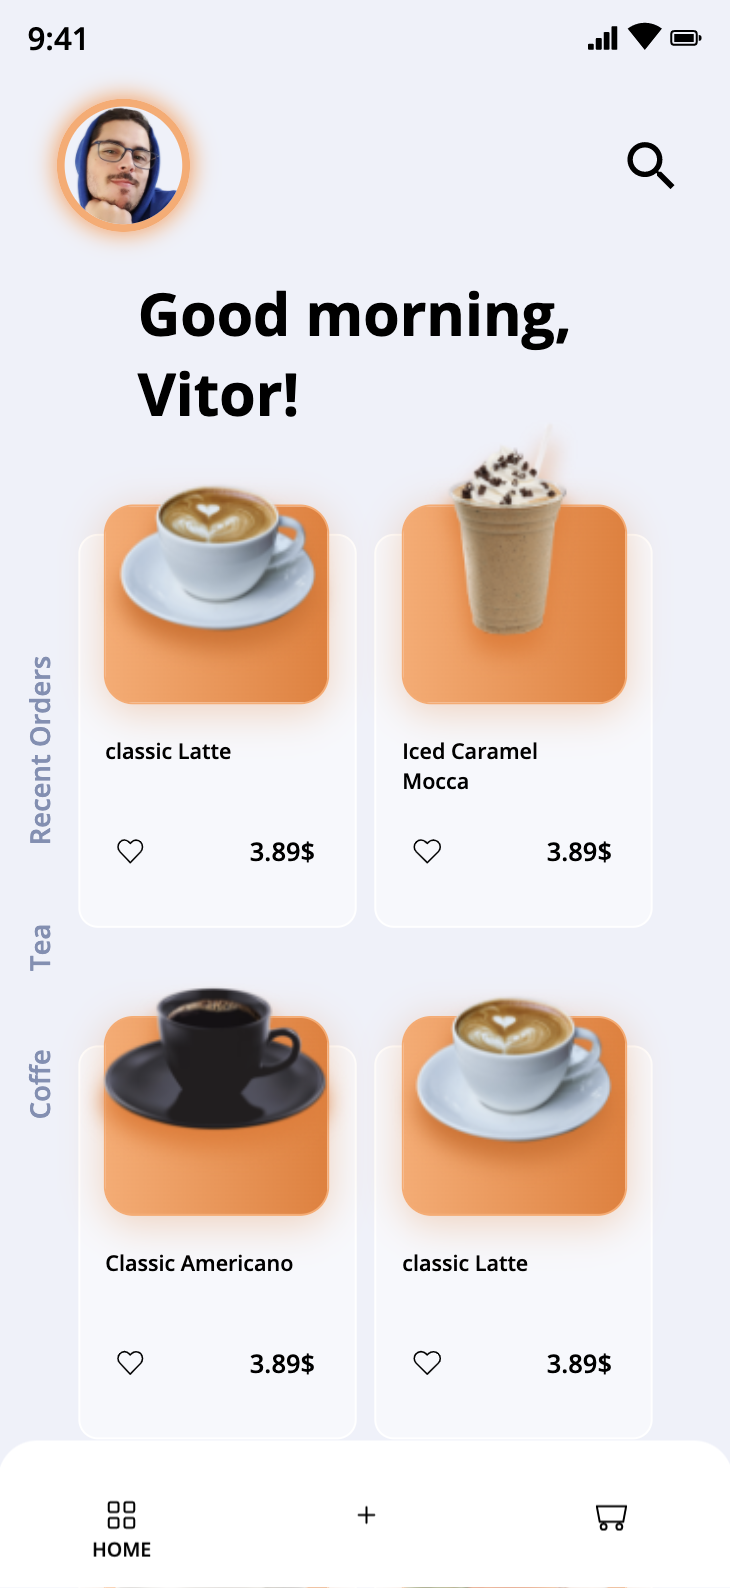 9:41
Good morning,
Vitor!
Recent Orders
Tea
Coffe
classic Latte
3.89$
Iced Caramel
Mocca
3.89$
Classic Americano
3.89$
classic Latte
3.89$
HOME